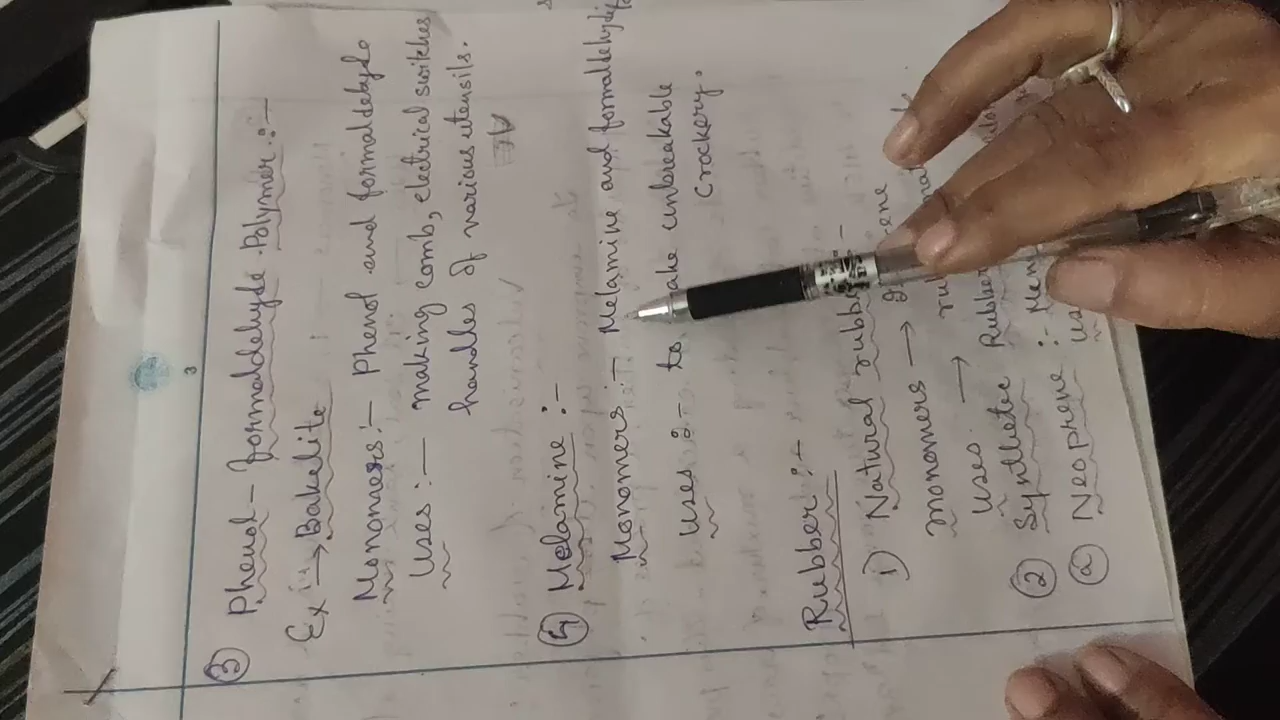 3
③ Phenol - formaldehyde Polymer :-
Ex → Bakelite
Monomers :- Phenol and formaldehyde
Uses :- making comb, electrical switches
handles of various utensils.
④ Melamine :-
Monomers :- Melamine and formaldehyde
Uses :- to make unbreakable
crockery.
Rubber :-
i) Natural rubber :-
monomers →
Uses →
② Synthetic Rubber
ⓐ Neoprene :-